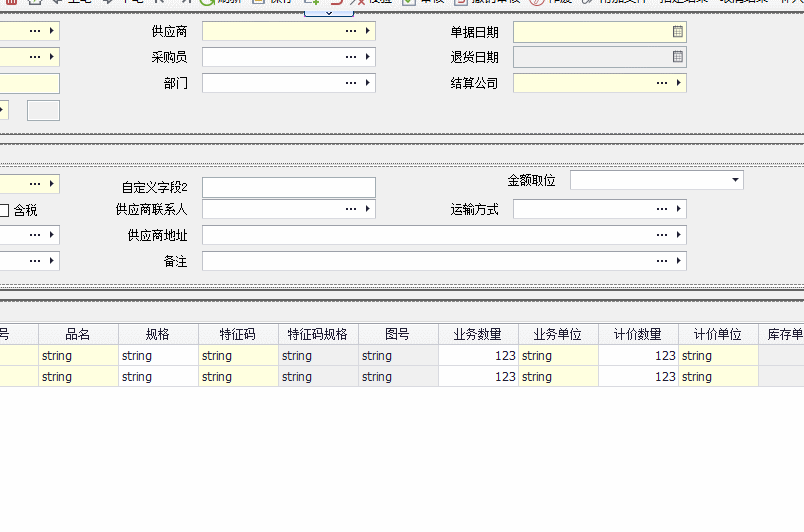 供应商 单据日期
采购员 退货日期
部门 结算公司
自定义字段2 金额取位
含税 供应商联系人 运输方式
供应商地址
备注
号 品名 规格 特征码 特征码规格 图号 业务数量 业务单位 计价数量 计价单位 库存单
string string string string string 123 string 123 string
string string string string string 123 string 123 string